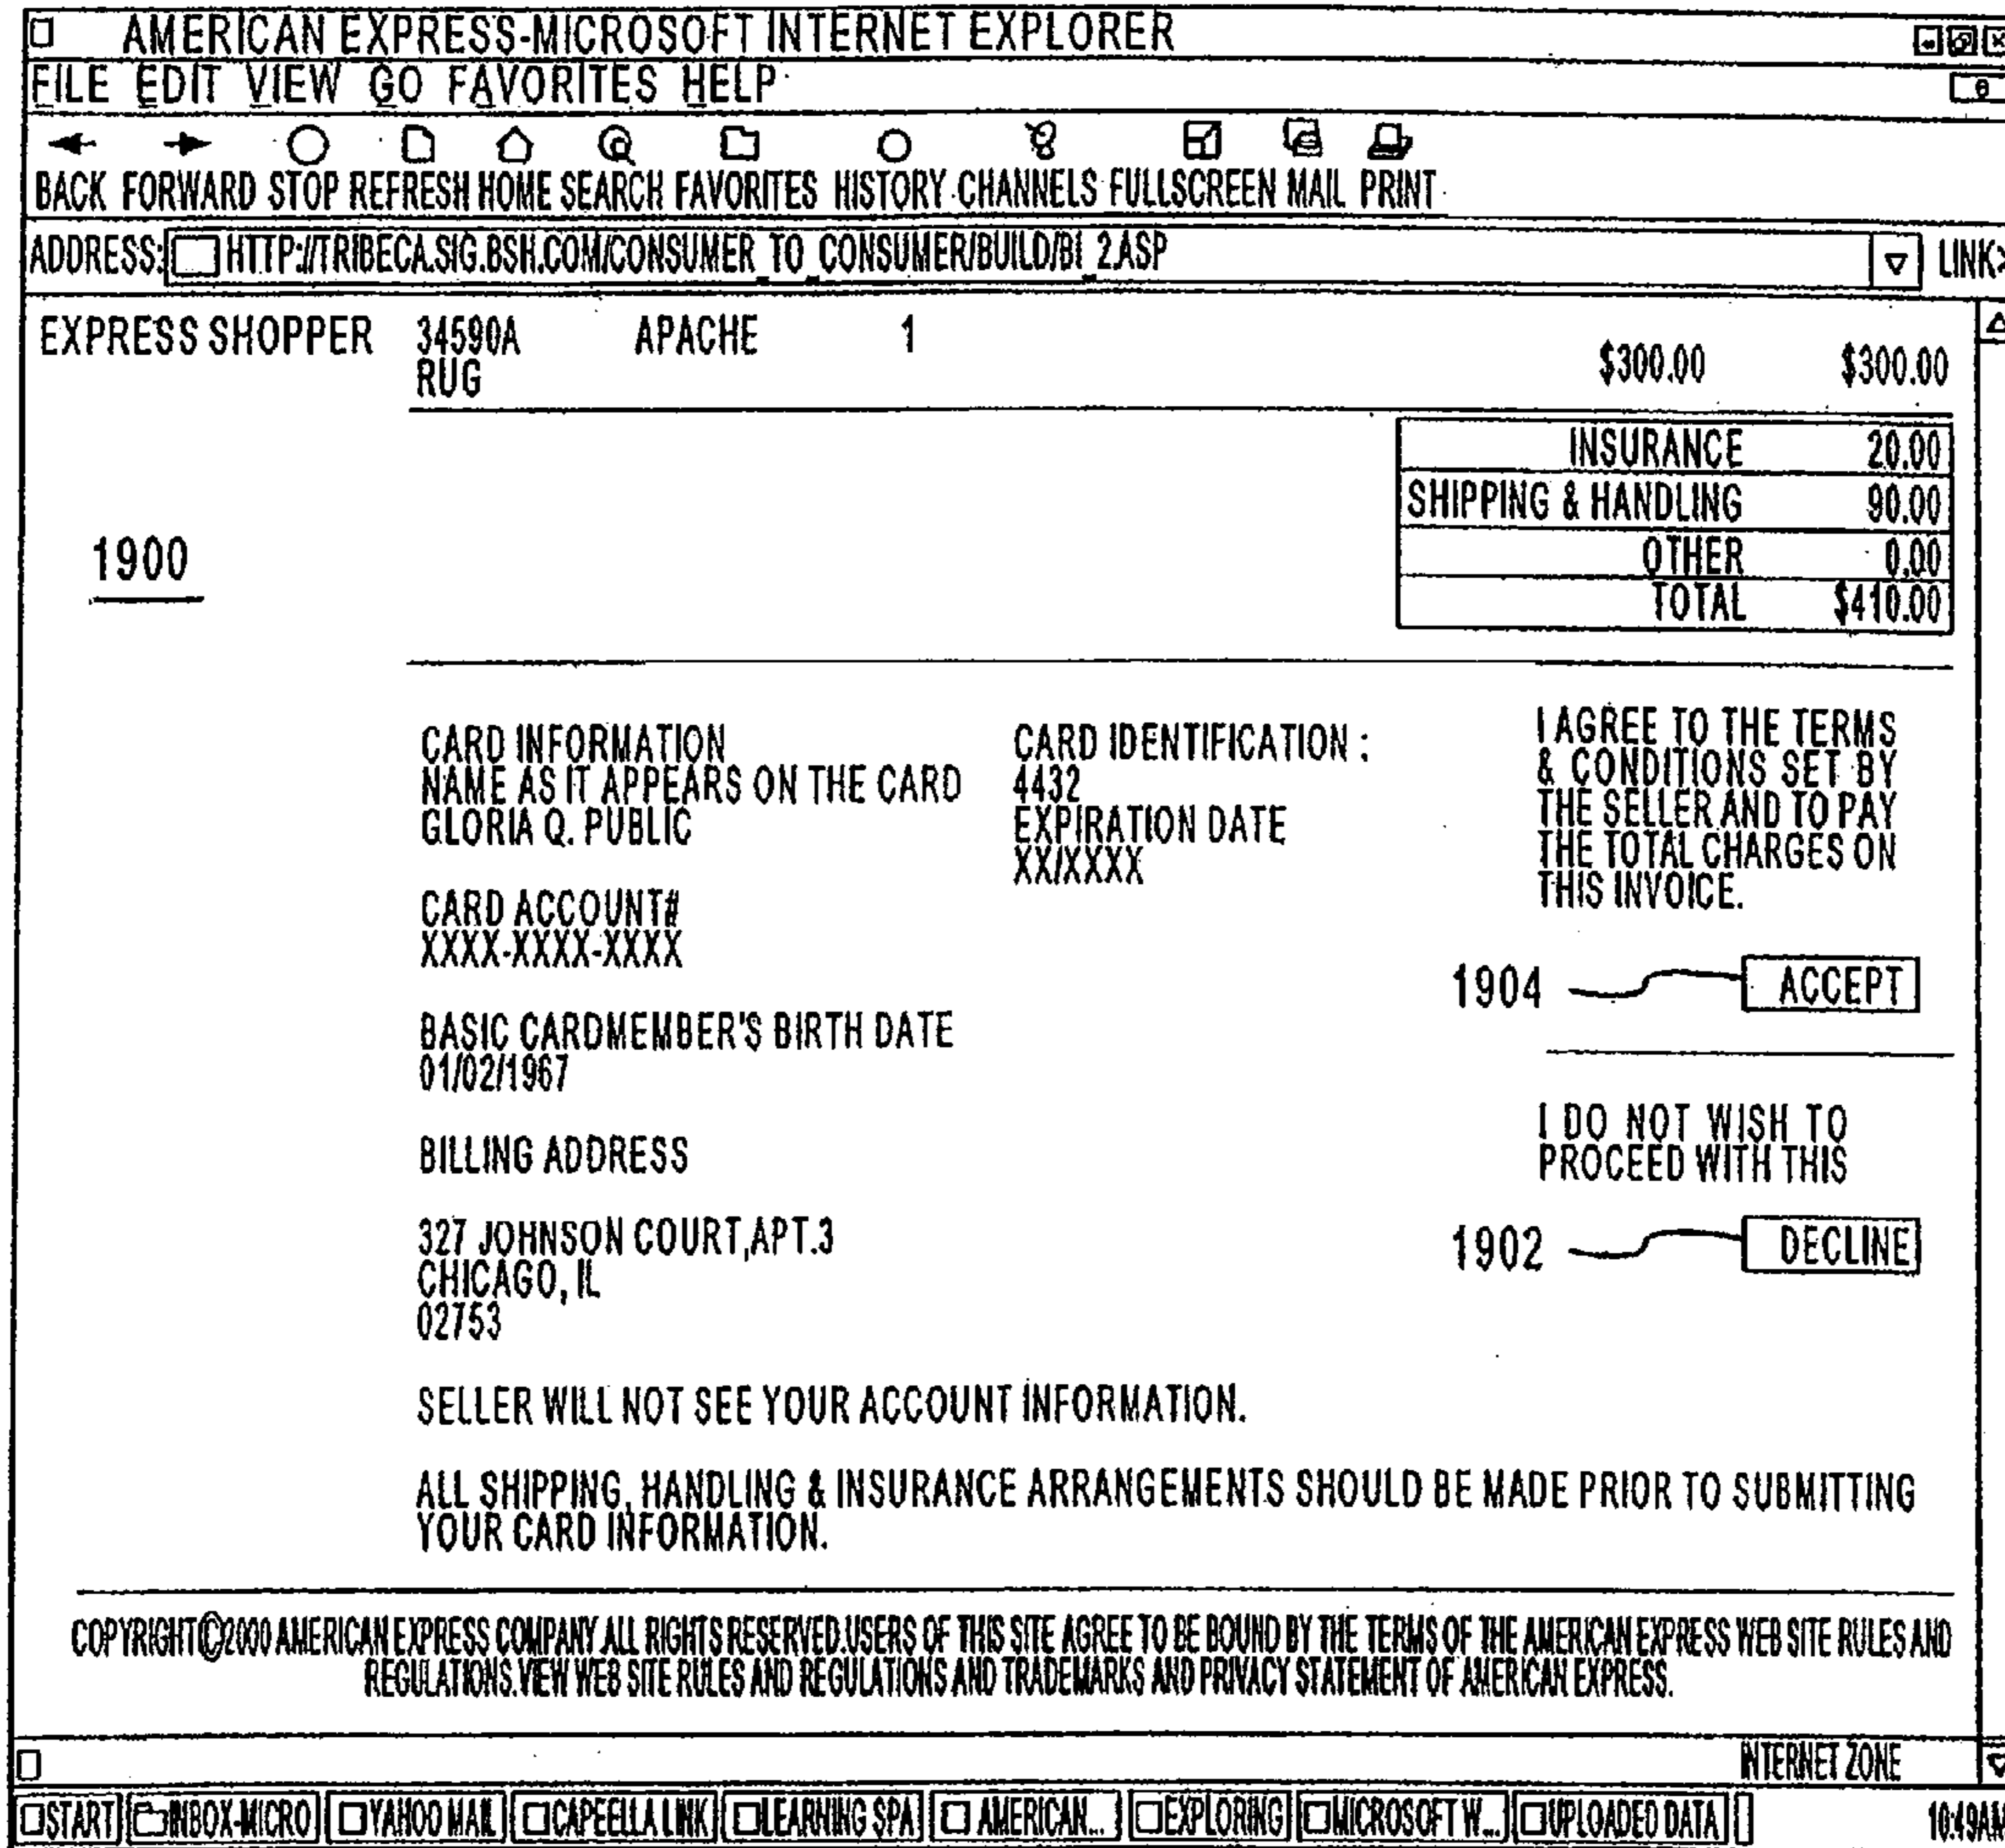 AMERICAN EXPRESS-MICROSOFT INTERNET EXPLORER
FILE EDIT VIEW GO FAVORITES HELP
BACK FORWARD STOP REFRESH HOME SEARCH FAVORITES HISTORY CHANNELS FULLSCREEN MAIL PRINT
ADDRESS: HTTP://TRIBECA.SIG.BSH.COM/CONSUMER_TO_CONSUMER/BUILD/BI_2.ASP LINK>
EXPRESS SHOPPER 34590A APACHE 1
RUG $300.00 $300.00
INSURANCE 20.00
SHIPPING & HANDLING 90.00
OTHER 0.00
TOTAL $410.00
1900
CARD INFORMATION
NAME AS IT APPEARS ON THE CARD
GLORIA Q. PUBLIC
CARD ACCOUNT#
XXXX-XXXX-XXXX
BASIC CARDMEMBER'S BIRTH DATE
01/02/1967
BILLING ADDRESS
327 JOHNSON COURT,APT.3
CHICAGO, IL
02753
CARD IDENTIFICATION :
4432
EXPIRATION DATE
XX/XXXX
I AGREE TO THE TERMS
& CONDITIONS SET BY
THE SELLER AND TO PAY
THE TOTAL CHARGES ON
THIS INVOICE.
1904 ACCEPT
I DO NOT WISH TO
PROCEED WITH THIS
1902 DECLINE
SELLER WILL NOT SEE YOUR ACCOUNT INFORMATION.
ALL SHIPPING, HANDLING & INSURANCE ARRANGEMENTS SHOULD BE MADE PRIOR TO SUBMITTING
YOUR CARD INFORMATION.
COPYRIGHT©2000 AMERICAN EXPRESS COMPANY.ALL RIGHTS RESERVED.USERS OF THIS SITE AGREE TO BE BOUND BY THE TERMS OF THE AMERICAN EXPRESS WEB SITE RULES AND
REGULATIONS.VIEW WEB SITE RULES AND REGULATIONS AND TRADEMARKS AND PRIVACY STATEMENT OF AMERICAN EXPRESS.
INTERNET ZONE
START INBOX-MICRO YAHOO MAIL CAPEELLA LINK LEARNING SPA AMERICAN... EXPLORING MICROSOFT W... UPLOADED DATA 10:49AM